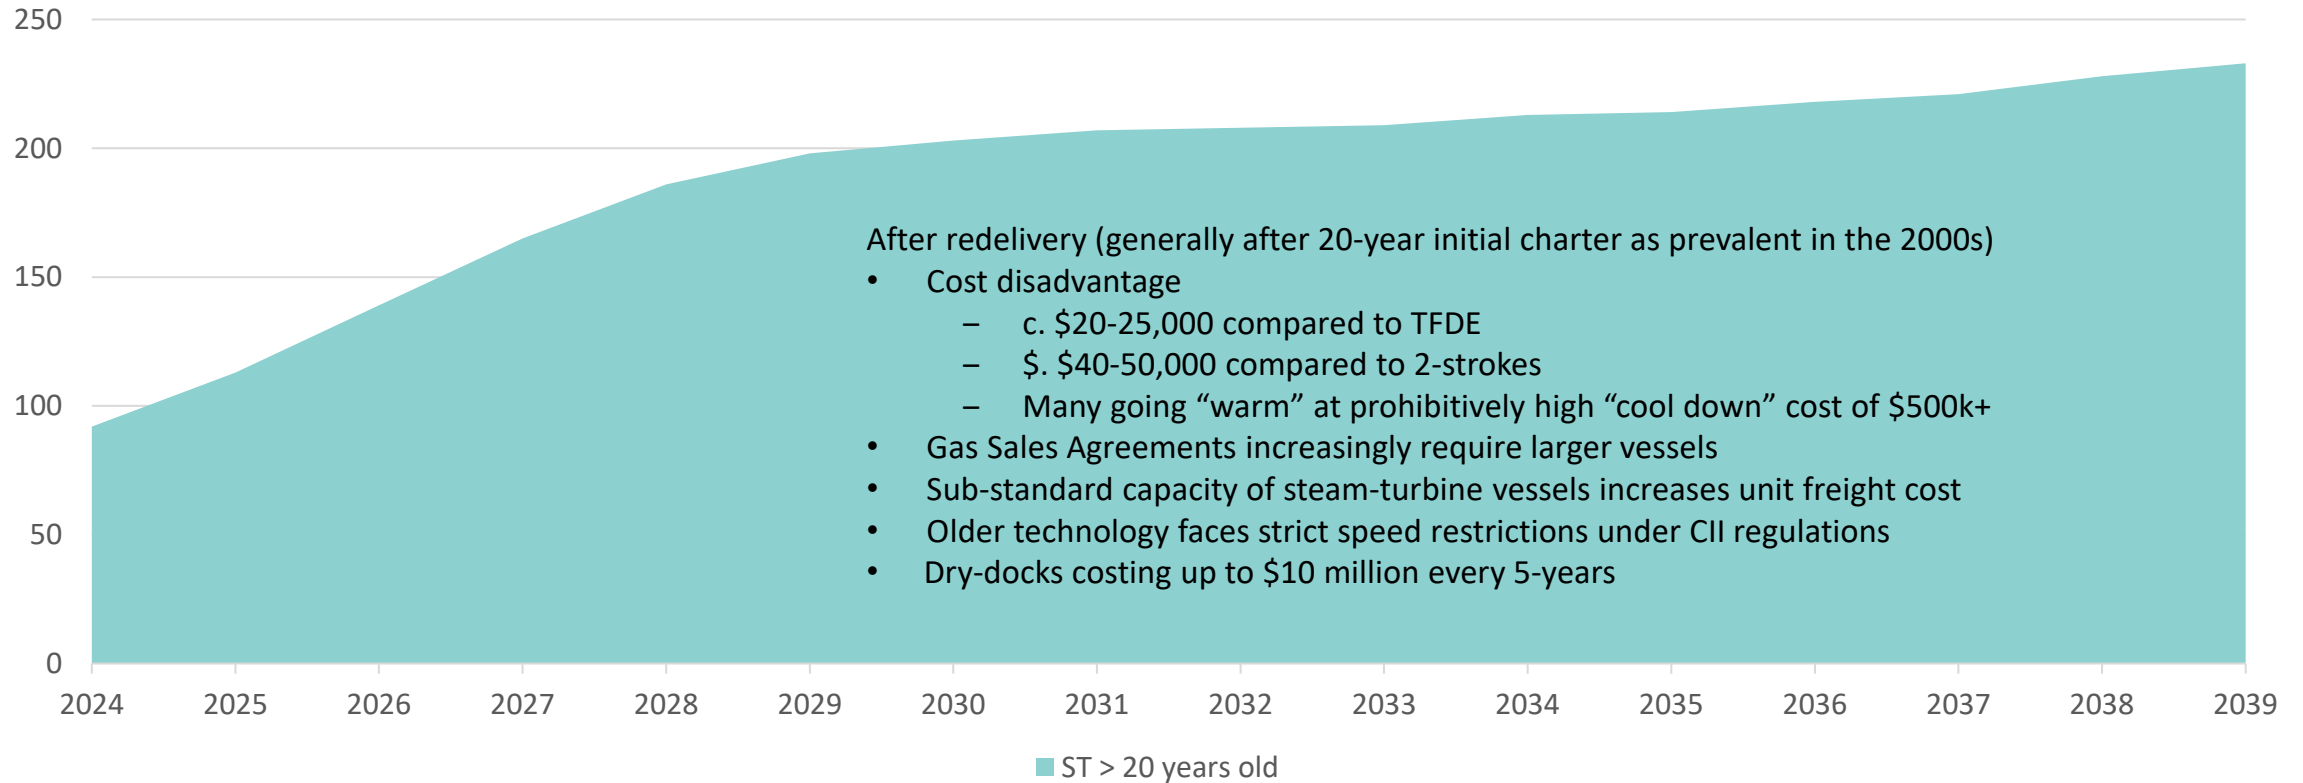 250
200
150
100
50
0
After redelivery (generally after 20-year initial charter as prevalent in the 2000s)
• Cost disadvantage
– c. $20-25,000 compared to TFDE
– $. $40-50,000 compared to 2-strokes
– Many going “warm” at prohibitively high “cool down” cost of $500k+
• Gas Sales Agreements increasingly require larger vessels
• Sub-standard capacity of steam-turbine vessels increases unit freight cost
• Older technology faces strict speed restrictions under CII regulations
• Dry-docks costing up to $10 million every 5-years
2024 2025 2026 2027 2028 2029 2030 2031 2032 2033 2034 2035 2036 2037 2038 2039
ST > 20 years old